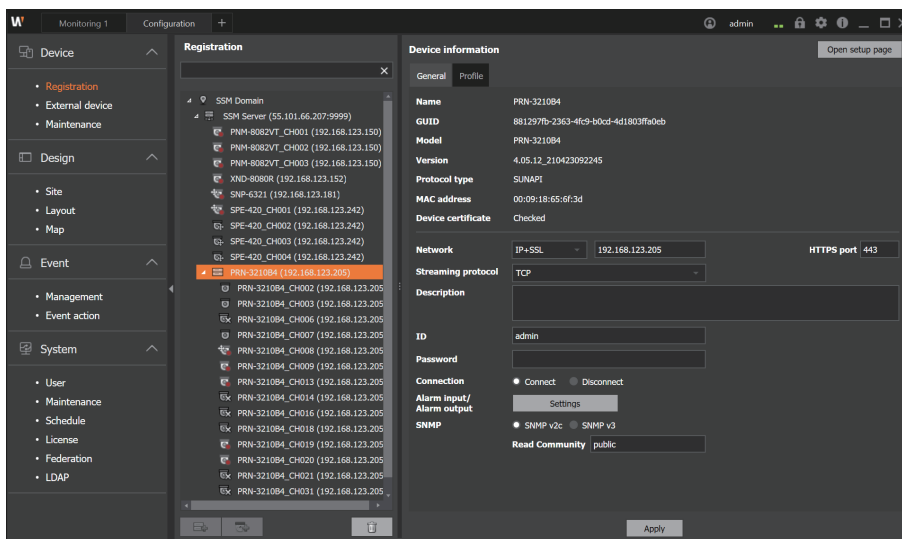 W Monitoring 1 Configuration + admin
Device
• Registration
• External device
• Maintenance
Design
• Site
• Layout
• Map
Event
• Management
• Event action
System
• User
• Maintenance
• Schedule
• License
• Federation
• LDAP
Registration
SSM Domain
SSM Server (55.101.66.207:9999)
PNM-8082VT_CH001 (192.168.123.150)
PNM-8082VT_CH002 (192.168.123.150)
PNM-8082VT_CH003 (192.168.123.150)
XND-8080R (192.168.123.152)
SNP-6321 (192.168.123.181)
SPE-420_CH001 (192.168.123.242)
SPE-420_CH002 (192.168.123.242)
SPE-420_CH003 (192.168.123.242)
SPE-420_CH004 (192.168.123.242)
PRN-3210B4 (192.168.123.205)
PRN-3210B4_CH002 (192.168.123.205
PRN-3210B4_CH003 (192.168.123.205
PRN-3210B4_CH006 (192.168.123.205
PRN-3210B4_CH007 (192.168.123.205
PRN-3210B4_CH008 (192.168.123.205
PRN-3210B4_CH009 (192.168.123.205
PRN-3210B4_CH013 (192.168.123.205
PRN-3210B4_CH014 (192.168.123.205
PRN-3210B4_CH016 (192.168.123.205
PRN-3210B4_CH018 (192.168.123.205
PRN-3210B4_CH019 (192.168.123.205
PRN-3210B4_CH020 (192.168.123.205
PRN-3210B4_CH021 (192.168.123.205
PRN-3210B4_CH031 (192.168.123.205
Device information Open setup page
General Profile
Name PRN-3210B4
GUID 881297fb-2363-4fc9-b0cd-4d1803ffa0eb
Model PRN-3210B4
Version 4.05.12_210423092245
Protocol type SUNAPI
MAC address 00:09:18:65:6f:3d
Device certificate Checked
Network IP+SSL 192.168.123.205 HTTPS port 443
Streaming protocol TCP
Description
ID admin
Password
Connection Connect Disconnect
Alarm input/
Alarm output Settings
SNMP SNMP v2c SNMP v3
Read Community public
Apply